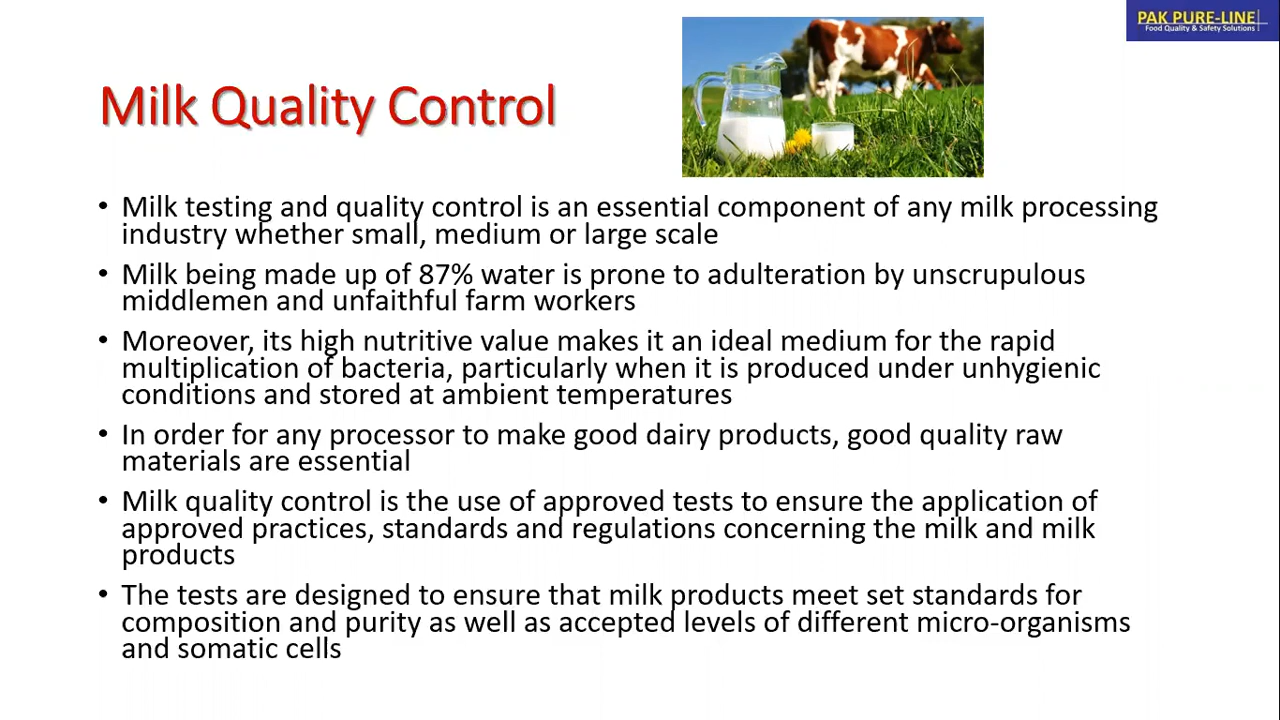 PAK PURE-LINE
Food Quality & Safety Solutions
Milk Quality Control
• Milk testing and quality control is an essential component of any milk processing
industry whether small, medium or large scale
• Milk being made up of 87% water is prone to adulteration by unscrupulous
middlemen and unfaithful farm workers
• Moreover, its high nutritive value makes it an ideal medium for the rapid
multiplication of bacteria, particularly when it is produced under unhygienic
conditions and stored at ambient temperatures
• In order for any processor to make good dairy products, good quality raw
materials are essential
• Milk quality control is the use of approved tests to ensure the application of
approved practices, standards and regulations concerning the milk and milk
products
• The tests are designed to ensure that milk products meet set standards for
composition and purity as well as accepted levels of different micro-organisms
and somatic cells